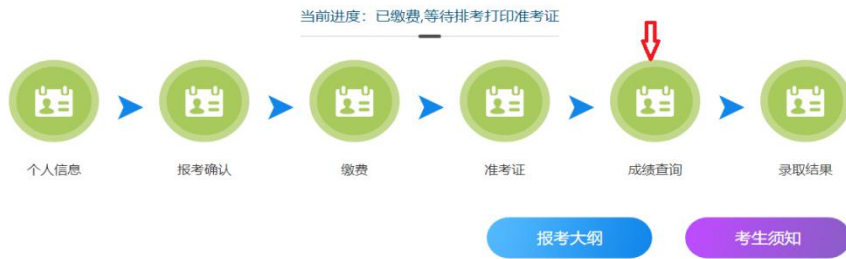 当前进度：已缴费,等待排考打印准考证
个人信息
报考确认
缴费
准考证
成绩查询
录取结果
报考大纲
考生须知